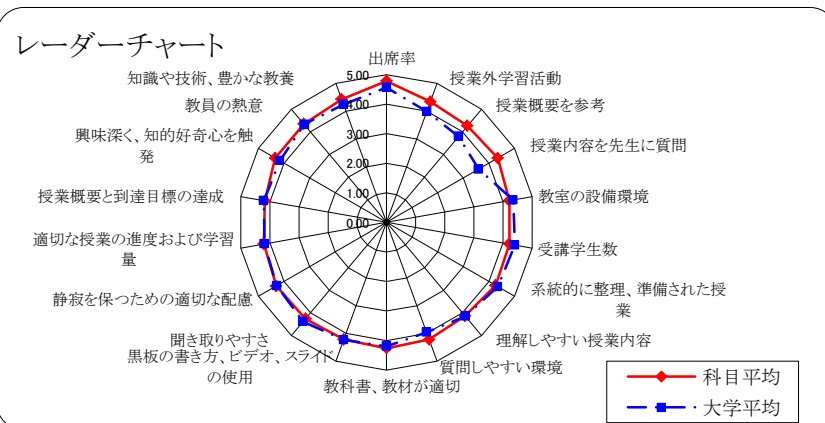 レーダーチャート
出席率
授業外学習活動
授業概要を参考
授業内容を先生に質問
教室の設備環境
受講学生数
系統的に整理、準備された授
業
理解しやすい授業内容
質問しやすい環境
教科書、教材が適切
黒板の書き方、ビデオ、スライド
の使用
聞き取りやすさ
静寂を保つための適切な配慮
適切な授業の進度および学習
量
授業概要と到達目標の達成
興味深く、知的好奇心を触
発
教員の熱意
知識や技術、豊かな教養
5.00
4.00
3.00
2.00
1.00
0.00
科目平均
大学平均